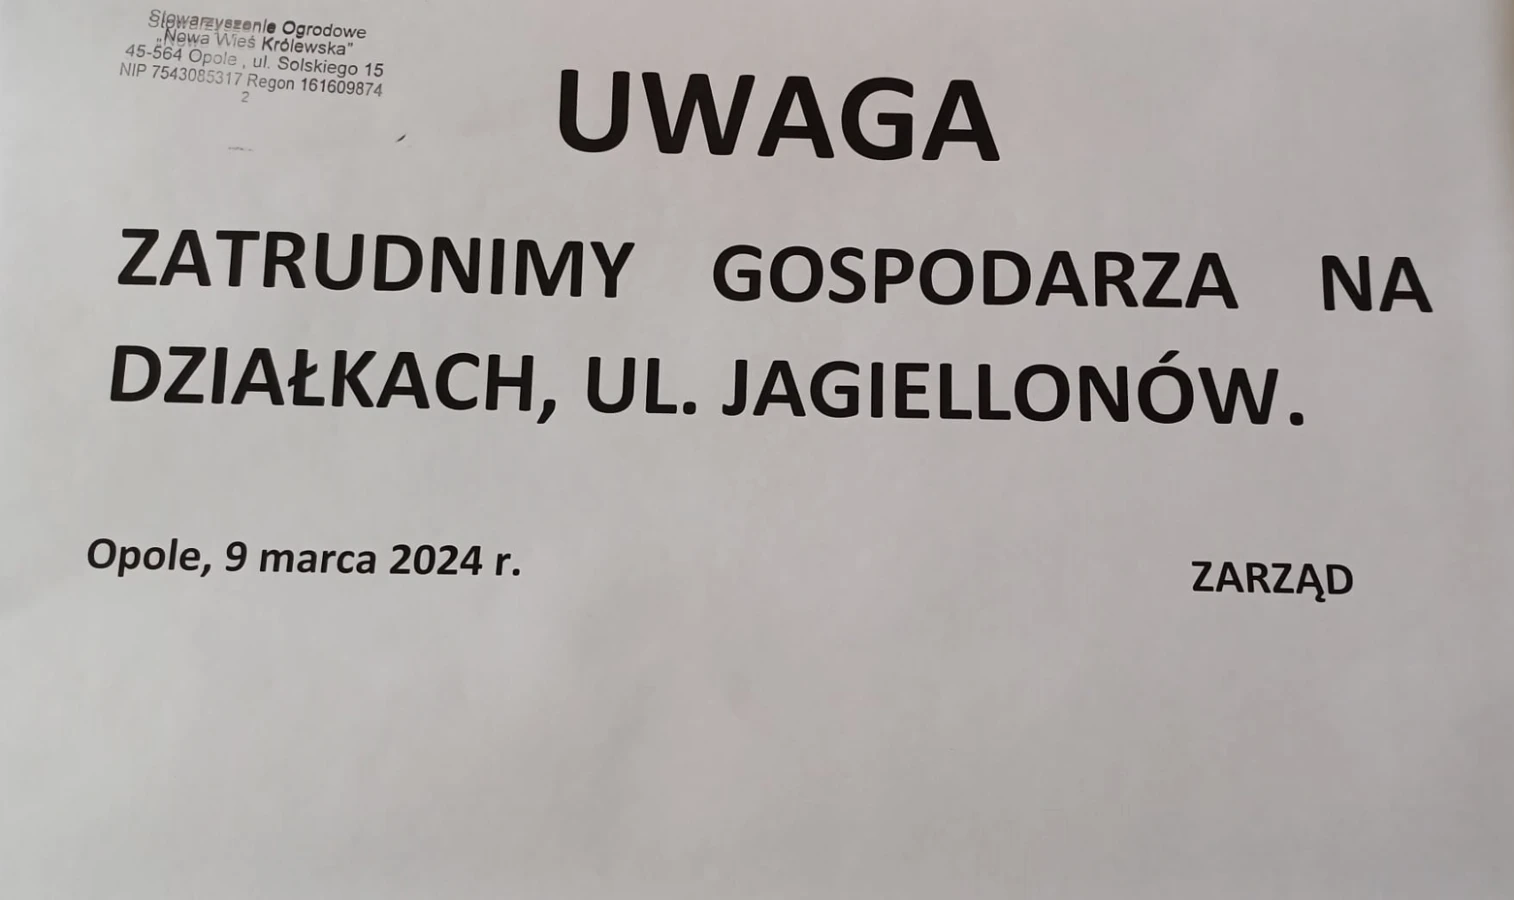 Stowarzyszenie Ogrodowe
„Nowa Wieś Królewska"
45-564 Opole , ul. Solskiego 15
NIP 7543085317 Regon 161609874
2
UWAGA
ZATRUDNIMY GOSPODARZA NA
DZIAŁKACH, UL. JAGIELLONÓW.
Opole, 9 marca 2024 r.
ZARZĄD